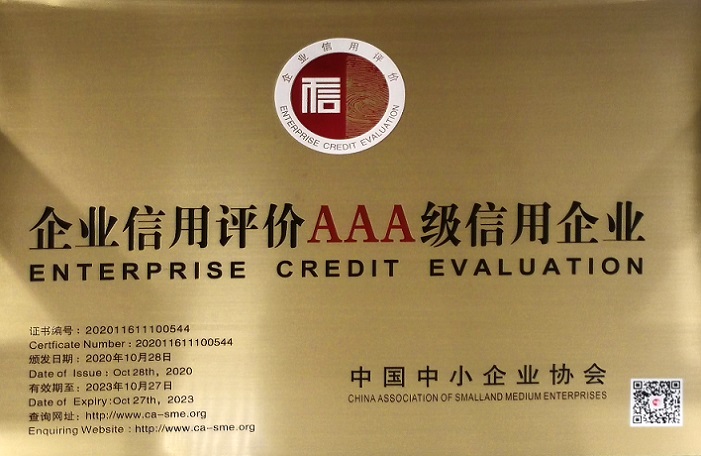 企业信用评价
信
ENTERPRISE CREDIT EVALUATION
企业信用评价AAA级信用企业
ENTERPRISE CREDIT EVALUATION
证书编号：202011611100544
Certficate Number : 202011611100544
颁发日期：2020年10月28日
Date of Issue : Oct 28th, 2020
有效期至：2023年10月27日
Date of Expiry : Oct 27th, 2023
查询网址：http://www.ca-sme.org
Enquiring Website : http://www.ca-sme.org
中国中小企业协会
CHINA ASSOCIATION OF SMALLAND MEDIUM ENTERPRISES